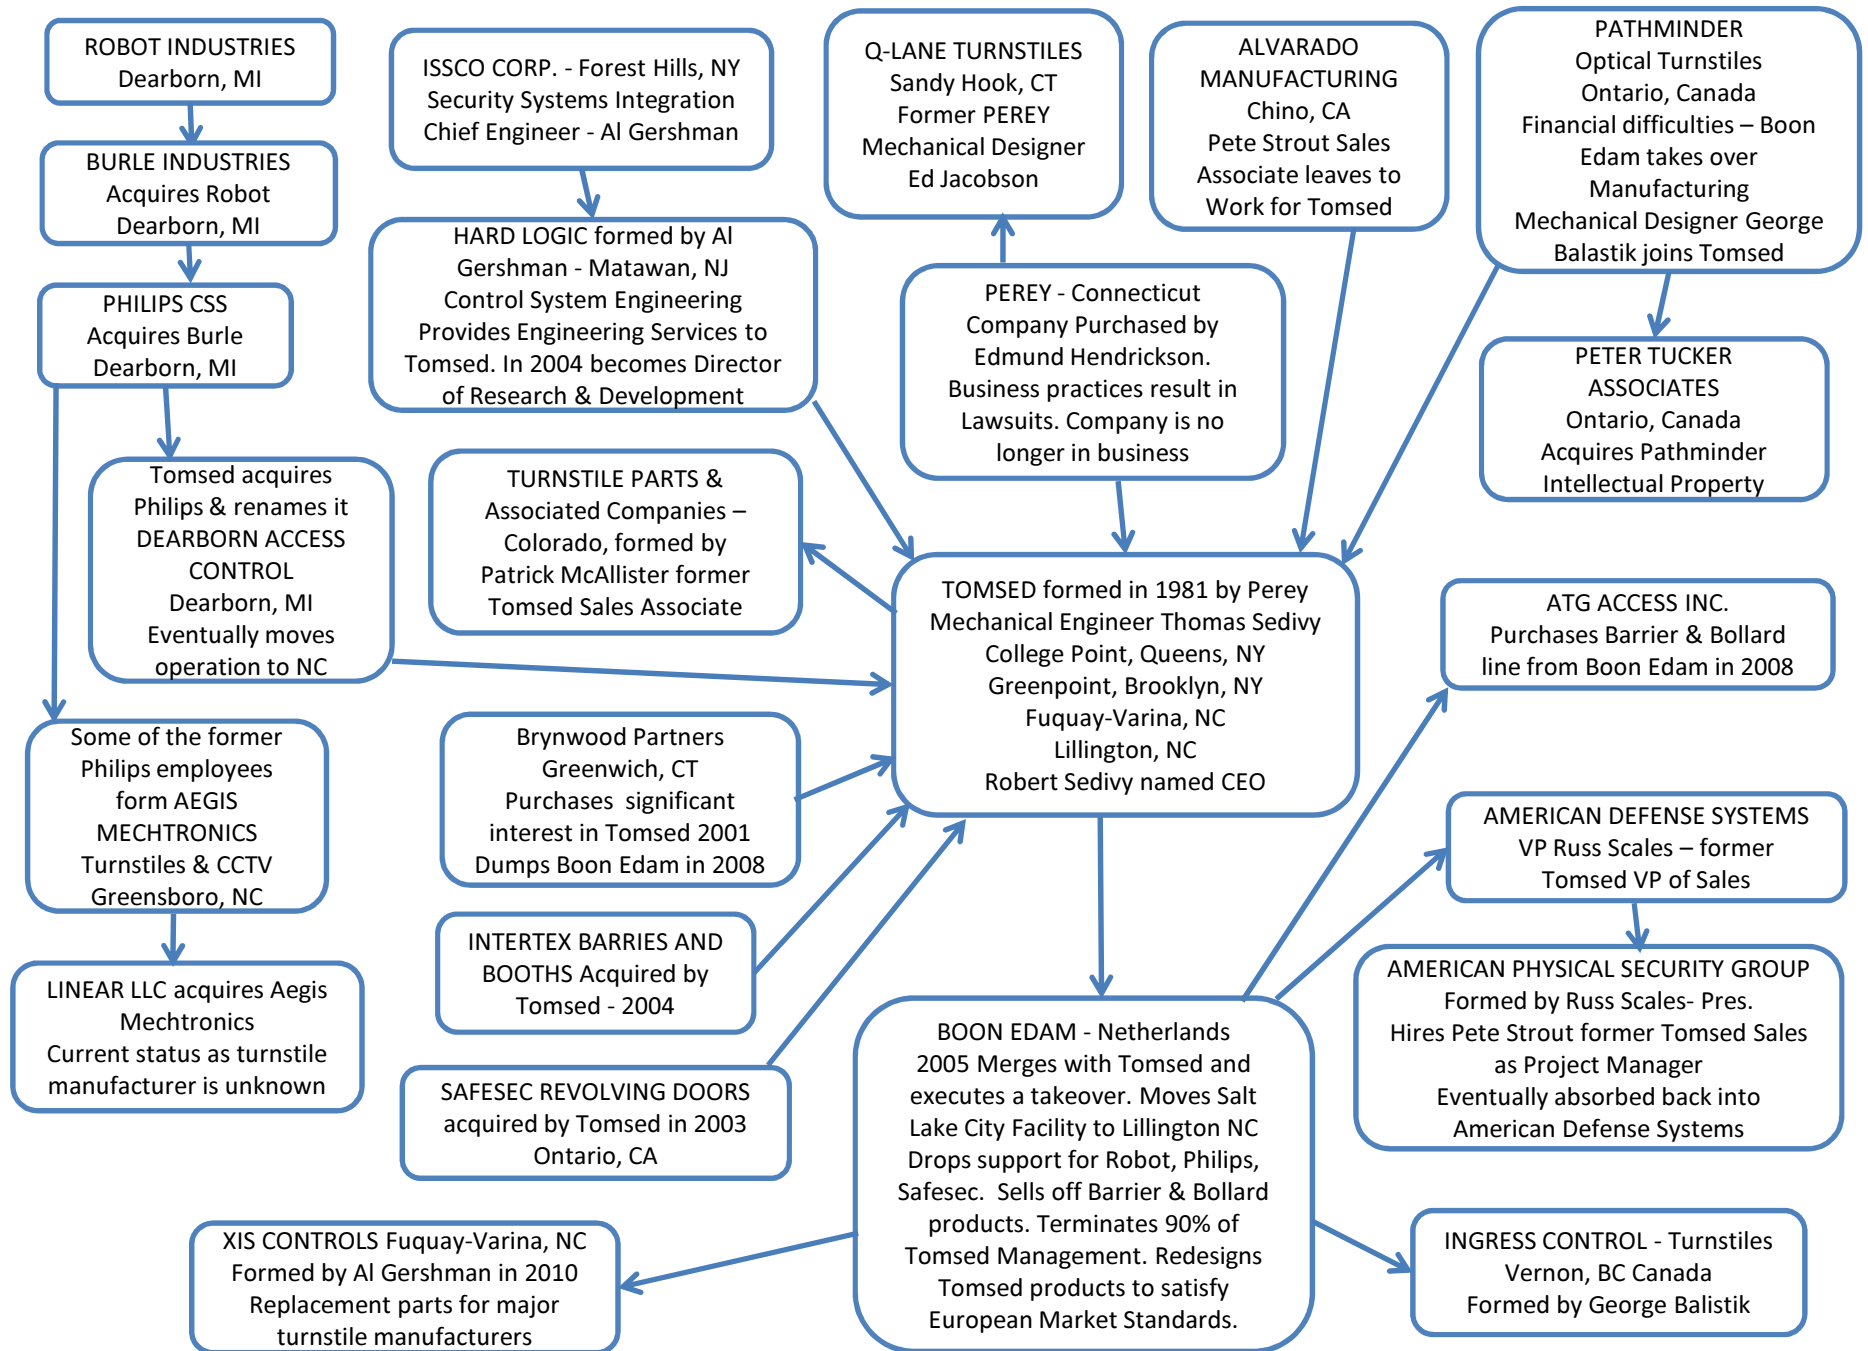 ROBOT INDUSTRIES
Dearborn, MI
BURLE INDUSTRIES
Acquires Robot
Dearborn, MI
PHILIPS CSS
Acquires Burle
Dearborn, MI
Tomsed acquires
Philips & renames it
DEARBORN ACCESS
CONTROL
Dearborn, MI
Eventually moves
operation to NC
Some of the former
Philips employees
form AEGIS
MECHTRONICS
Turnstiles & CCTV
Greensboro, NC
LINEAR LLC acquires Aegis
Mechtronics
Current status as turnstile
manufacturer is unknown
ISSCO CORP. - Forest Hills, NY
Security Systems Integration
Chief Engineer - Al Gershman
HARD LOGIC formed by Al
Gershman - Matawan, NJ
Control System Engineering
Provides Engineering Services to
Tomsed. In 2004 becomes Director
of Research & Development
TURNSTILE PARTS &
Associated Companies –
Colorado, formed by
Patrick McAllister former
Tomsed Sales Associate
Brynwood Partners
Greenwich, CT
Purchases  significant
interest in Tomsed 2001
Dumps Boon Edam in 2008
INTERTEX BARRIES AND
BOOTHS Acquired by
Tomsed - 2004
SAFESEC REVOLVING DOORS
acquired by Tomsed in 2003
Ontario, CA
XIS CONTROLS Fuquay-Varina, NC
Formed by Al Gershman in 2010
Replacement parts for major
turnstile manufacturers
Q-LANE TURNSTILES
Sandy Hook, CT
Former PEREY
Mechanical Designer
Ed Jacobson
PEREY - Connecticut
Company Purchased by
Edmund Hendrickson.
Business practices result in
Lawsuits. Company is no
longer in business
TOMSED formed in 1981 by Perey
Mechanical Engineer Thomas Sedivy
College Point, Queens, NY
Greenpoint, Brooklyn, NY
Fuquay-Varina, NC
Lillington, NC
Robert Sedivy named CEO
BOON EDAM - Netherlands
2005 Merges with Tomsed and
executes a takeover. Moves Salt
Lake City Facility to Lillington NC
Drops support for Robot, Philips,
Safesec.  Sells off Barrier & Bollard
products. Terminates 90% of
Tomsed Management. Redesigns
Tomsed products to satisfy
European Market Standards.
ALVARADO
MANUFACTURING
Chino, CA
Pete Strout Sales
Associate leaves to
Work for Tomsed
PATHMINDER
Optical Turnstiles
Ontario, Canada
Financial difficulties – Boon
Edam takes over
Manufacturing
Mechanical Designer George
Balastik joins Tomsed
PETER TUCKER
ASSOCIATES
Ontario, Canada
Acquires Pathminder
Intellectual Property
ATG ACCESS INC.
Purchases Barrier & Bollard
line from Boon Edam in 2008
AMERICAN DEFENSE SYSTEMS
VP Russ Scales – former
Tomsed VP of Sales
AMERICAN PHYSICAL SECURITY GROUP
Formed by Russ Scales- Pres.
Hires Pete Strout former Tomsed Sales
as Project Manager
Eventually absorbed back into
American Defense Systems
INGRESS CONTROL - Turnstiles
Vernon, BC Canada
Formed by George Balistik